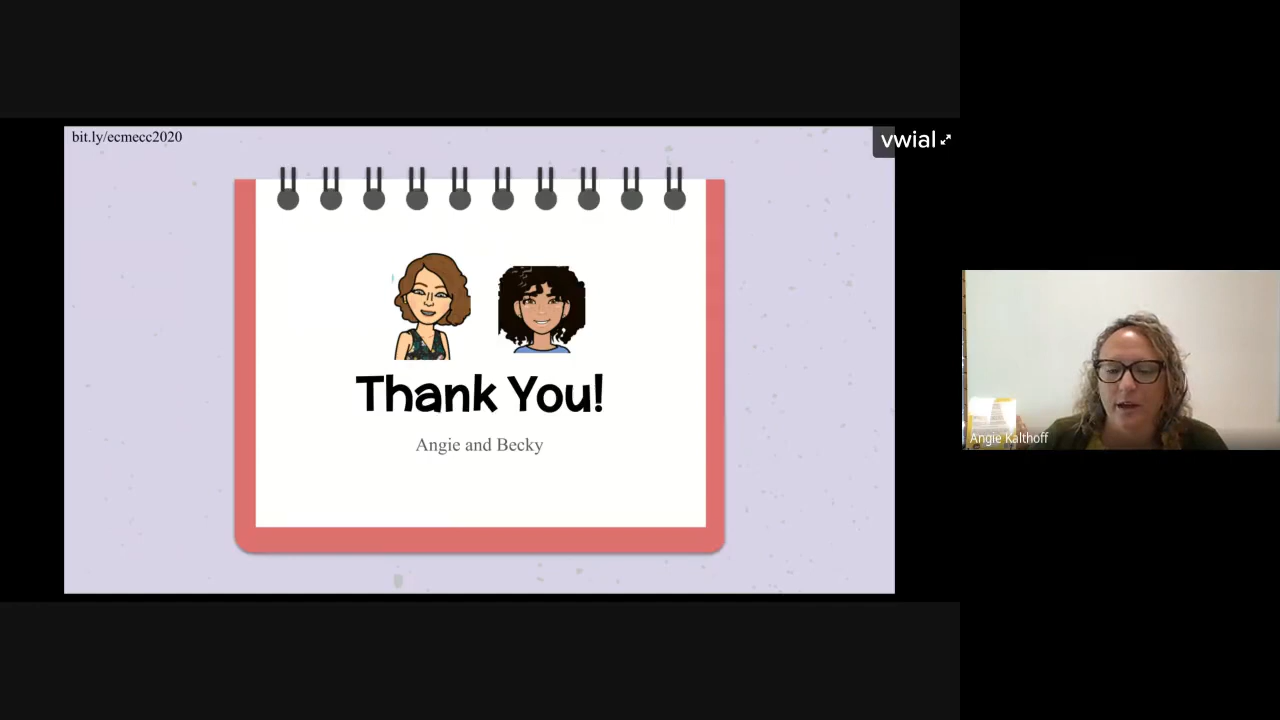 bit.ly/ecmecc2020
vwial
Thank You!
Angie and Becky
Angie Kalthoff